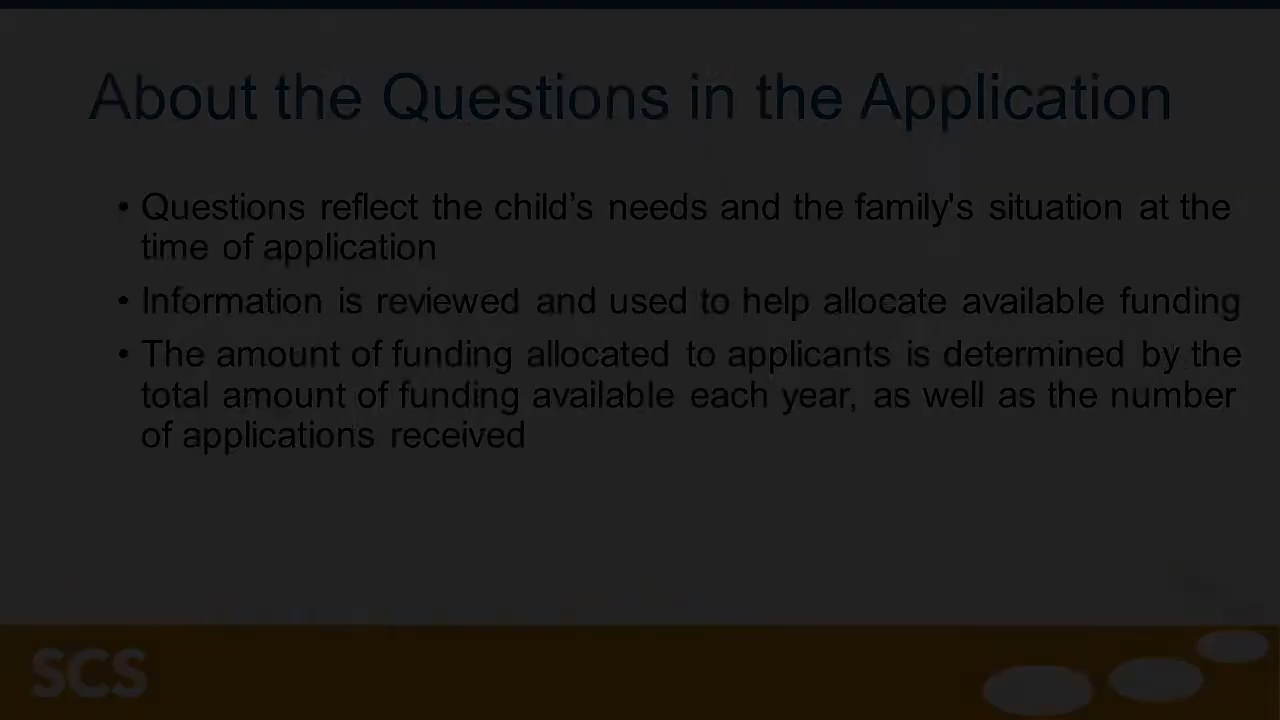 About the Questions in the Application
• Questions reflect the child’s needs and the family's situation at the
time of application
• Information is reviewed and used to help allocate available funding
• The amount of funding allocated to applicants is determined by the
total amount of funding available each year, as well as the number
of applications received
SCS